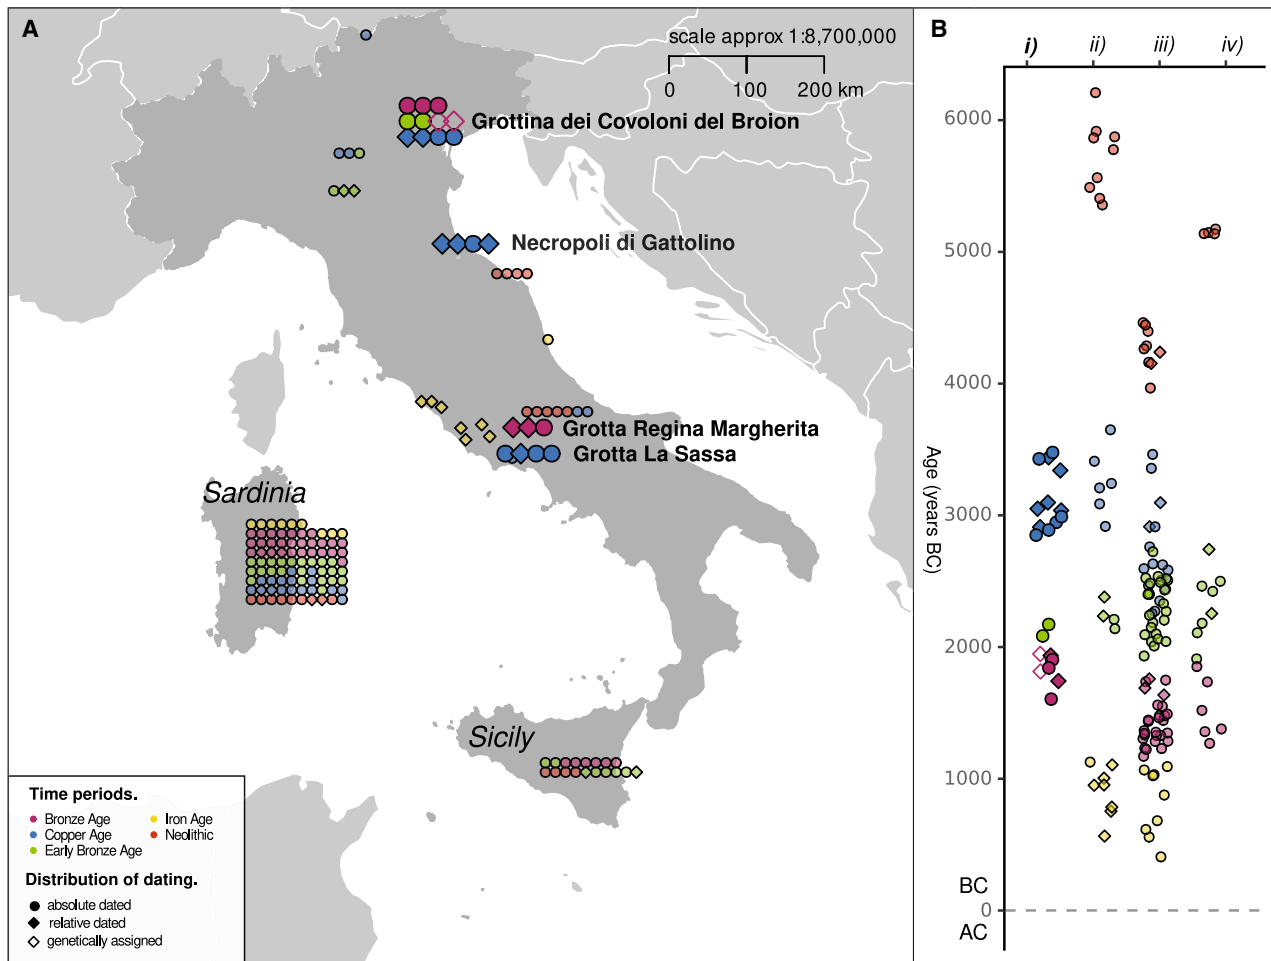 A
scale approx 1:8,700,000
0 100 200 km
Grottina dei Covoloni del Broion
Necropoli di Gattolino
Grotta Regina Margherita
Grotta La Sassa
Sardinia
Sicily
Time periods.
Bronze Age
Iron Age
Copper Age
Neolithic
Early Bronze Age
Distribution of dating.
absolute dated
relative dated
genetically assigned
B
i) ii) iii) iv)
6000
5000
4000
Age (years BC)
3000
2000
1000
BC
0
AC